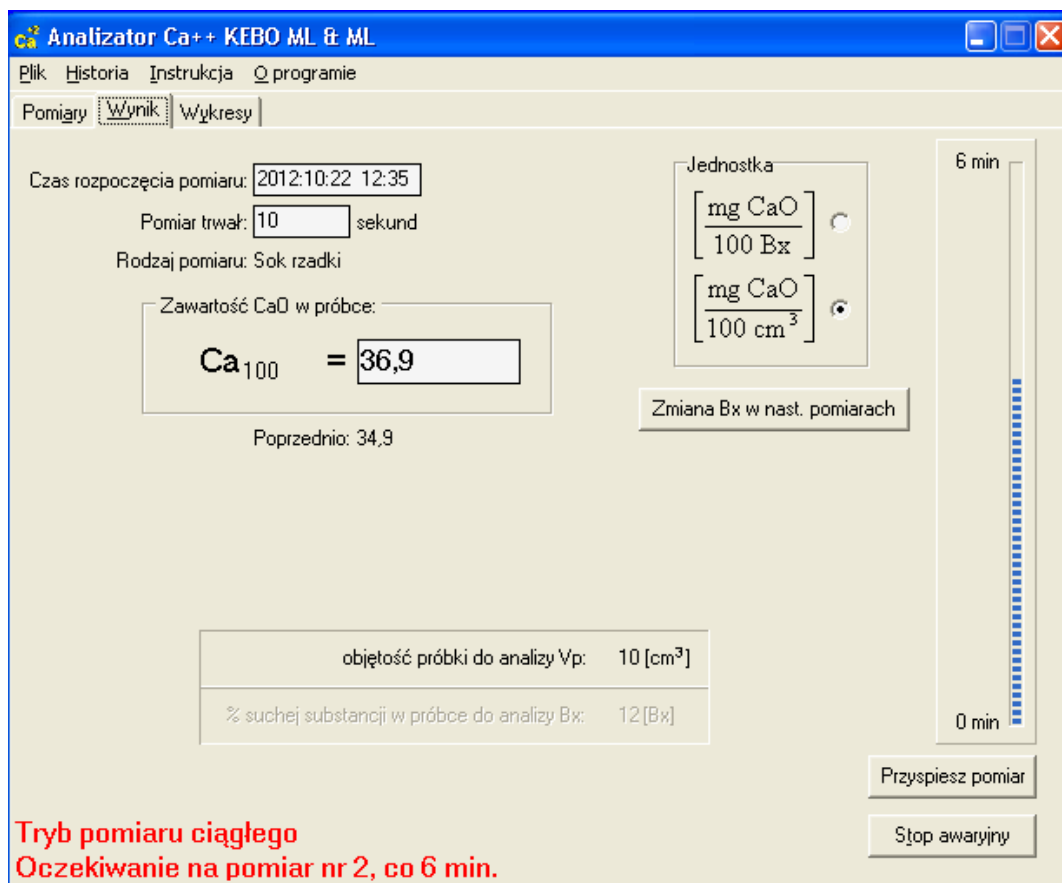 Ca+2 Analizator Ca++ KEBO ML & ML
Plik Historia Instrukcja O programie
Pomiary Wynik Wykresy
Czas rozpoczęcia pomiaru: 2012:10:22 12:35
Pomiar trwał: 10 sekund
Rodzaj pomiaru: Sok rzadki
Zawartość CaO w próbce:
Ca100 = 36,9
Poprzednio: 34,9
Jednostka
[mg CaO / 100 Bx]
[mg CaO / 100 cm³]
Zmiana Bx w nast. pomiarach
6 min
0 min
objętość próbki do analizy Vp: 10 [cm³]
% suchej substancji w próbce do analizy Bx: 12 [Bx]
Przyspiesz pomiar
Stop awaryjny
Tryb pomiaru ciągłego
Oczekiwanie na pomiar nr 2, co 6 min.